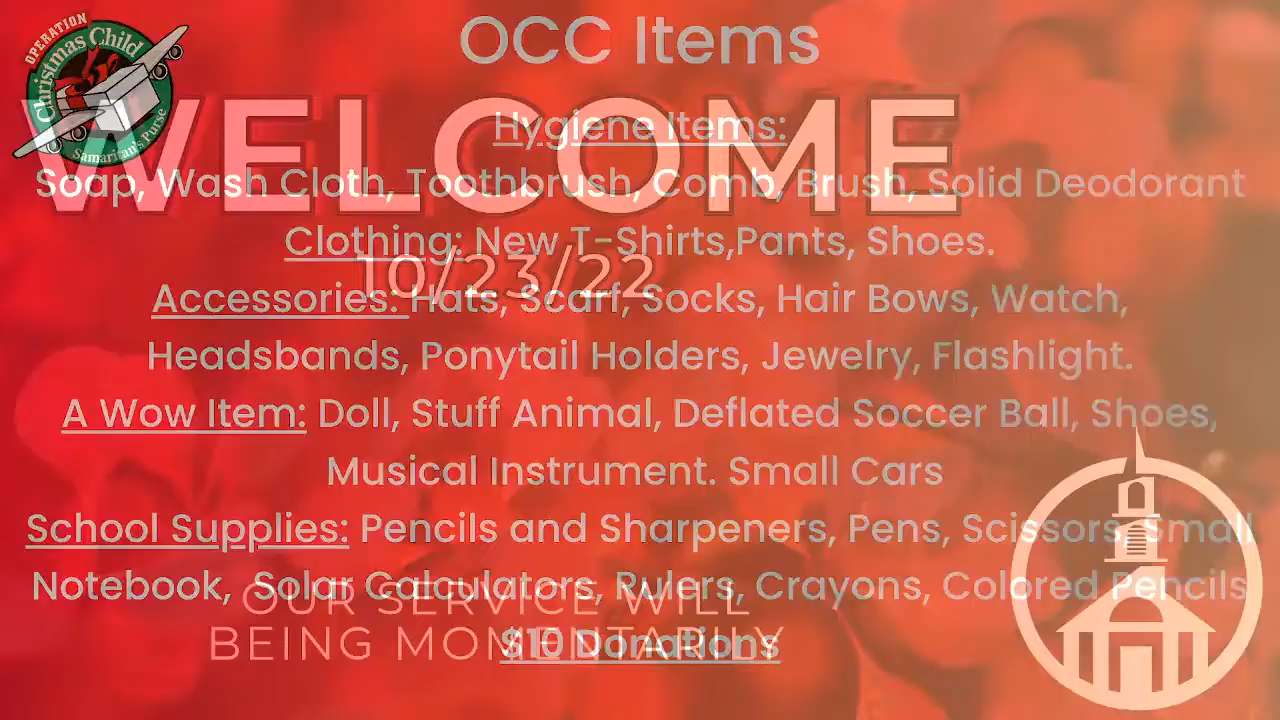 OPERATION
Christmas Child
Samaritan's Purse
OCC Items
WELCOME
Hygiene Items:
Soap, Wash Cloth, Toothbrush, Comb, Brush, Solid Deodorant
Clothing: New T-Shirts,Pants, Shoes.
10/23/22
Accessories: Hats, Scarf, Socks, Hair Bows, Watch,
Headsbands, Ponytail Holders, Jewelry, Flashlight.
A Wow Item: Doll, Stuff Animal, Deflated Soccer Ball, Shoes,
Musical Instrument. Small Cars
School Supplies: Pencils and Sharpeners, Pens, Scissors, Small
Notebook, Solar Calculators, Rulers, Crayons, Colored Pencils
OUR SERVICE WILL
BEING MOMENTARILY
$10 Donations